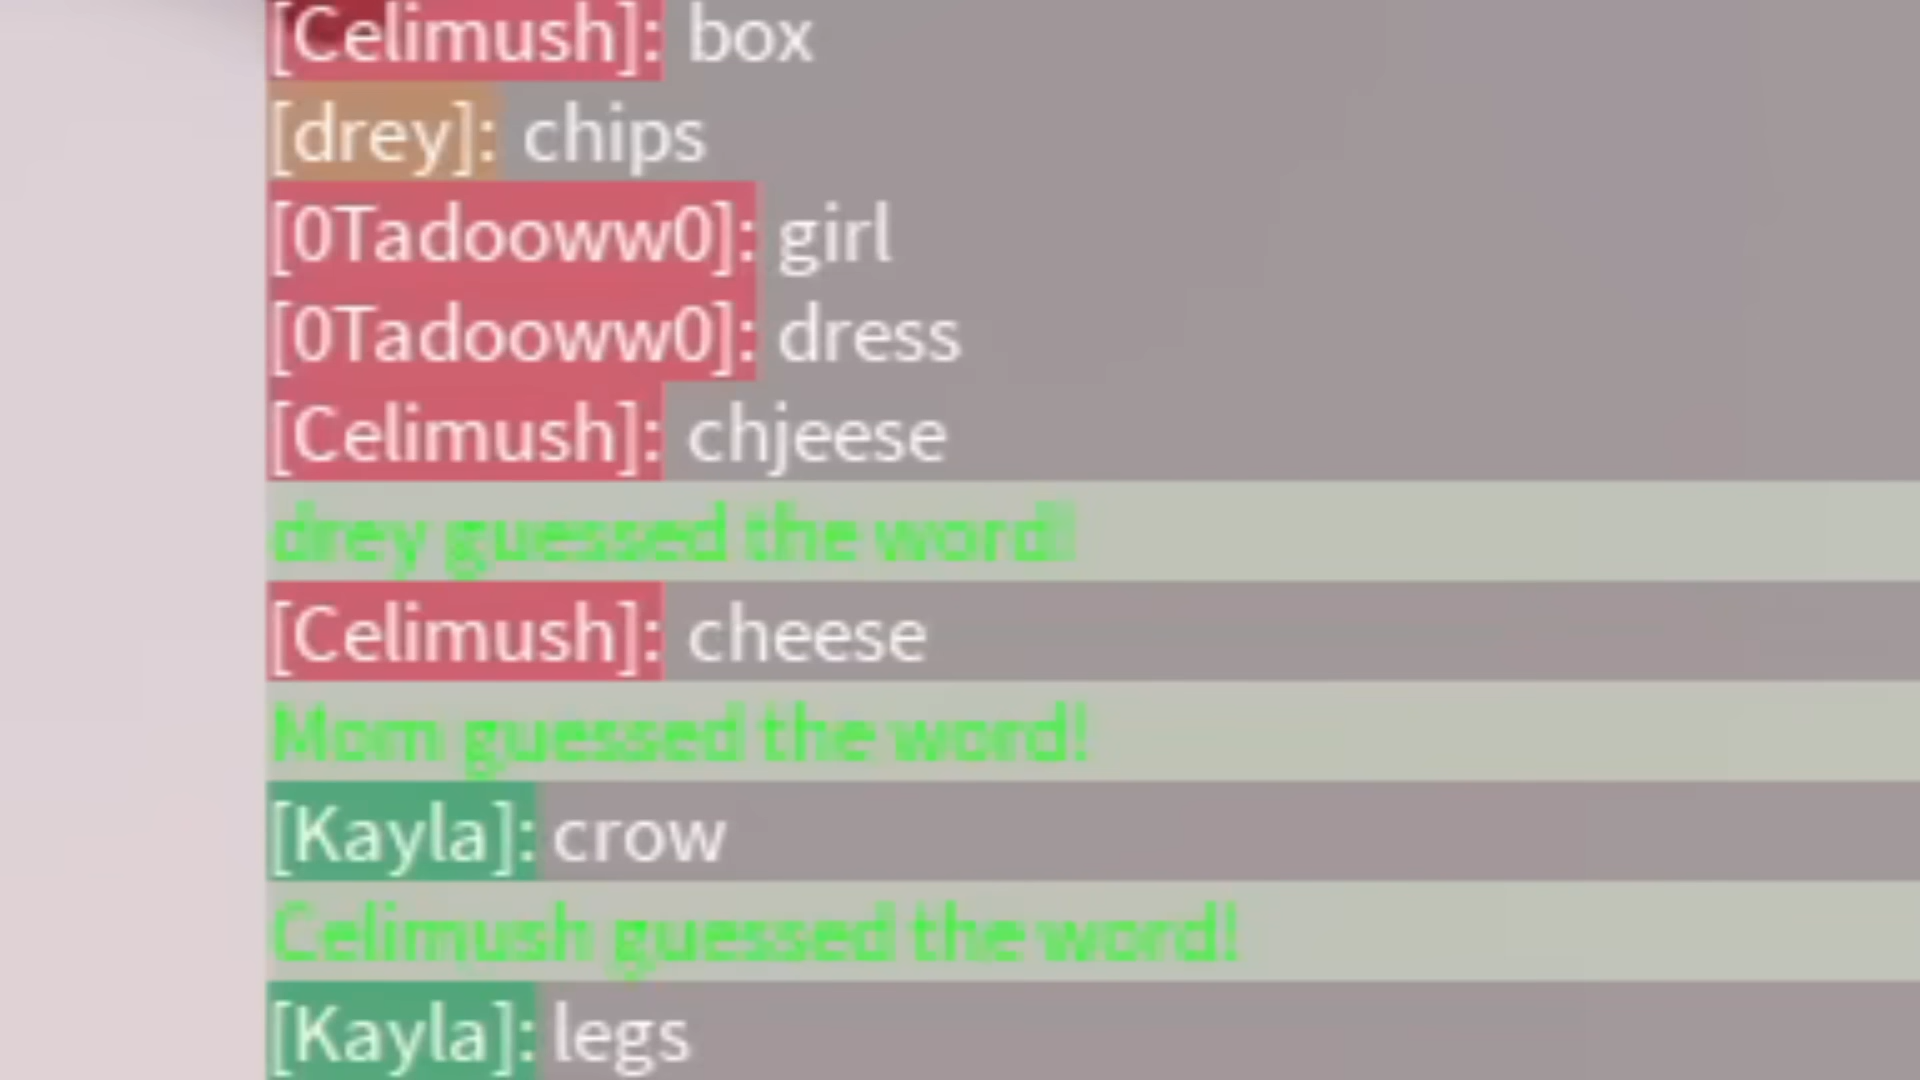 [Celimush]: box
[drey]: chips
[0Tadooww0]: girl
[0Tadooww0]: dress
[Celimush]: chjeese
drey guessed the word!
[Celimush]: cheese
Mom guessed the word!
[Kayla]: crow
Celimush guessed the word!
[Kayla]: legs